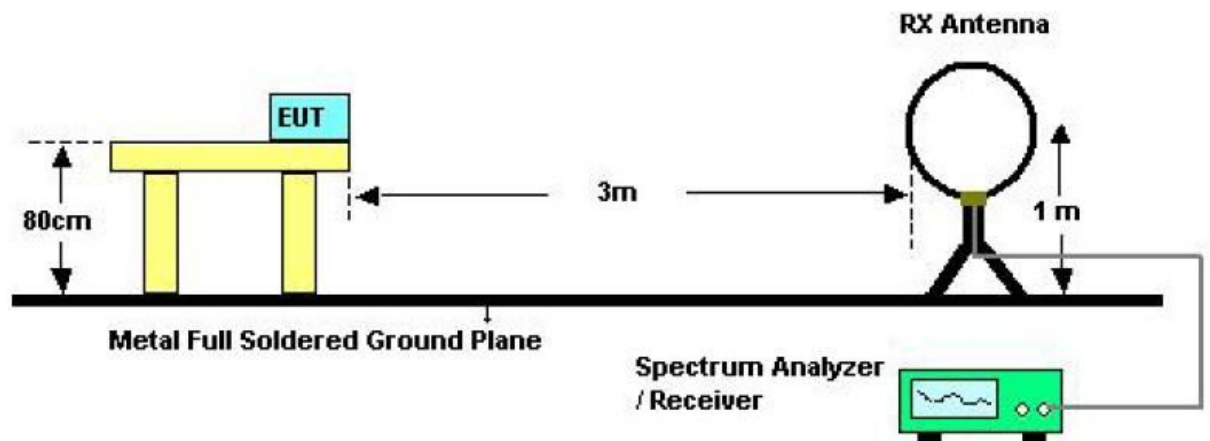 RX Antenna
EUT
3m
80cm
1 m
Metal Full Soldered Ground Plane
Spectrum Analyzer
/ Receiver